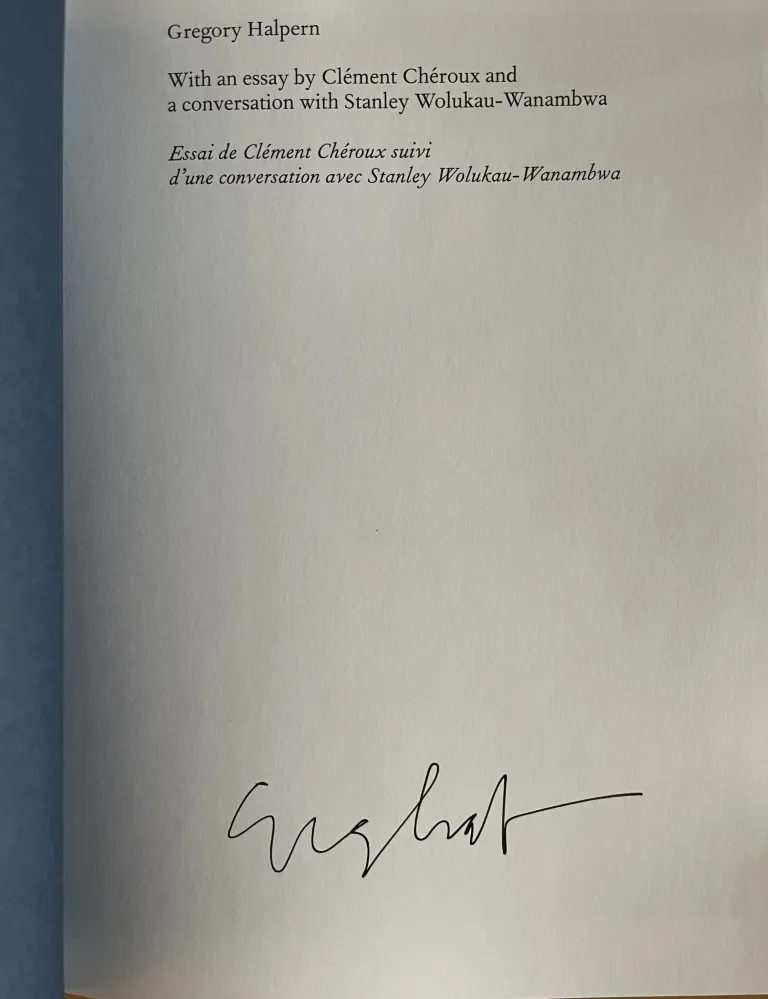 Gregory Halpern
With an essay by Clément Chéroux and
a conversation with Stanley Wolukau-Wanambwa
Essai de Clément Chéroux suivi
d'une conversation avec Stanley Wolukau-Wanambwa